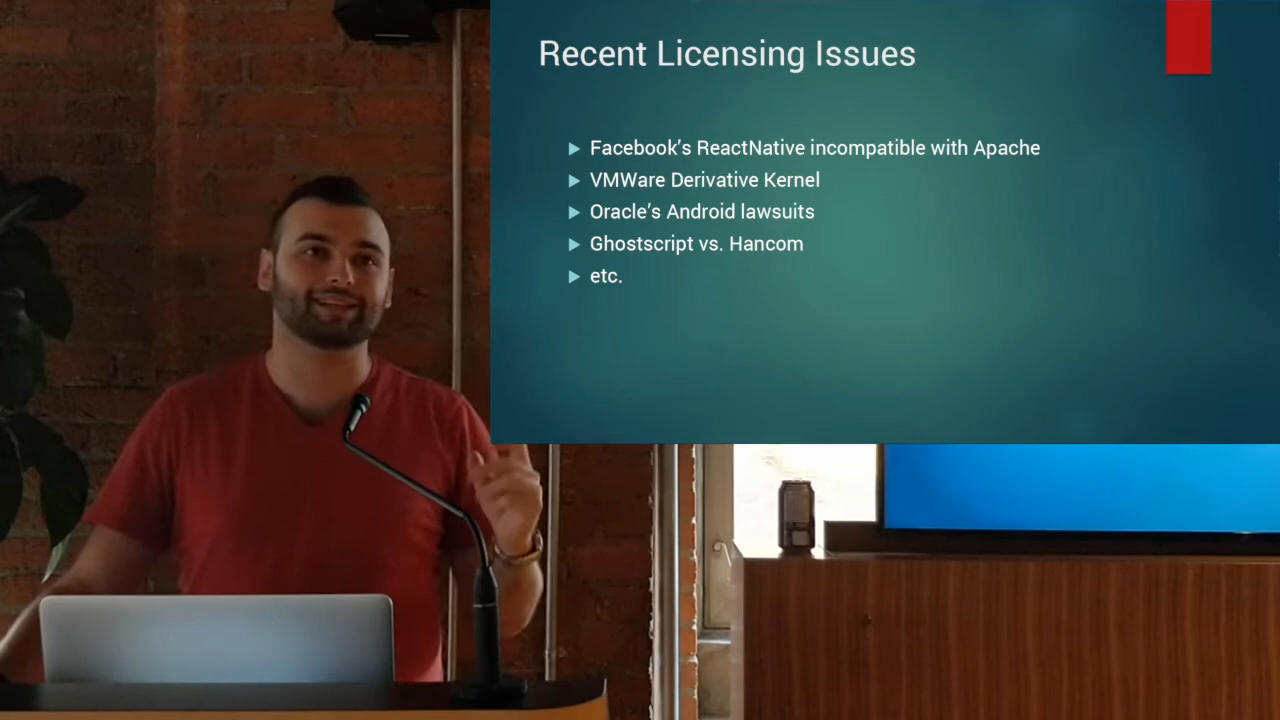 Recent Licensing Issues
Facebook's ReactNative incompatible with Apache
VMWare Derivative Kernel
Oracle's Android lawsuits
Ghostscript vs. Hancom
etc.